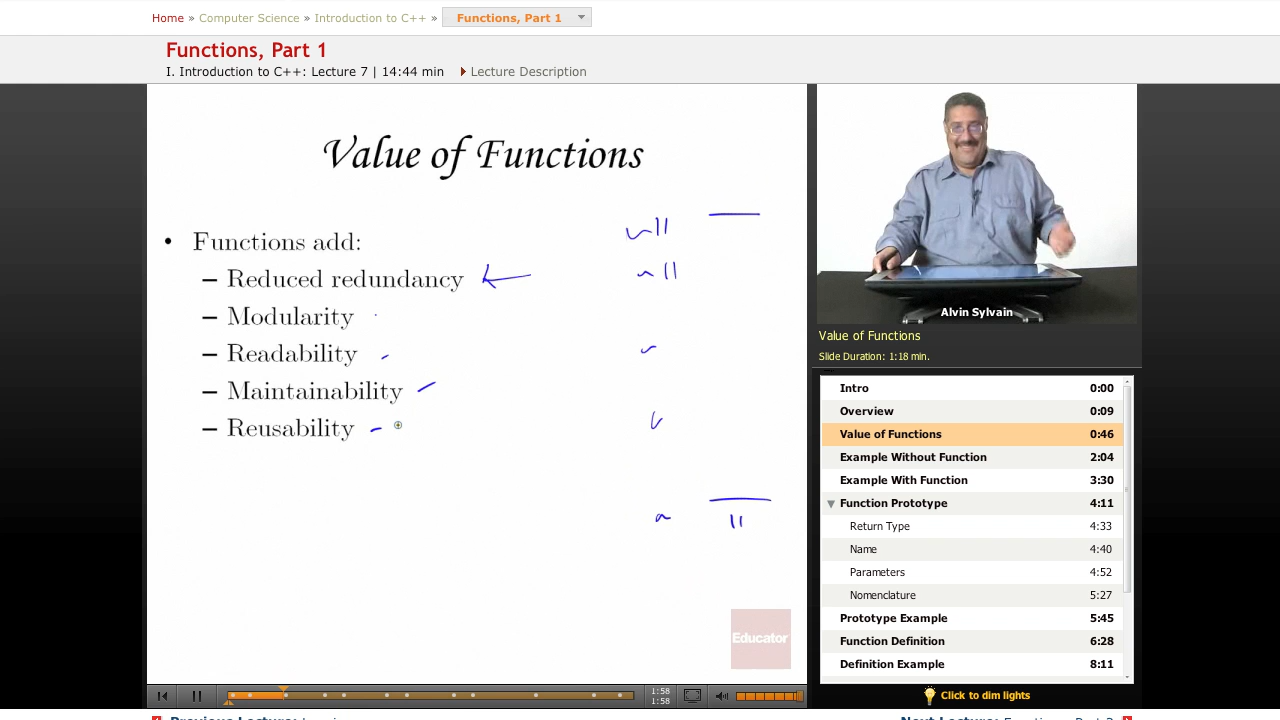 Home » Computer Science » Introduction to C++ » Functions, Part 1
Functions, Part 1
I. Introduction to C++: Lecture 7 | 14:44 min Lecture Description
Value of Functions
• Functions add:
– Reduced redundancy
– Modularity
– Readability
– Maintainability
– Reusability
Educator
Alvin Sylvain
Value of Functions
Slide Duration: 1:18 min.
Intro 0:00
Overview 0:09
Value of Functions 0:46
Example Without Function 2:04
Example With Function 3:30
Function Prototype 4:11
Return Type 4:33
Name 4:40
Parameters 4:52
Nomenclature 5:27
Prototype Example 5:45
Function Definition 6:28
Definition Example 8:11
1:58
1:58
Click to dim lights
Previous Lecture:
Next Lecture: